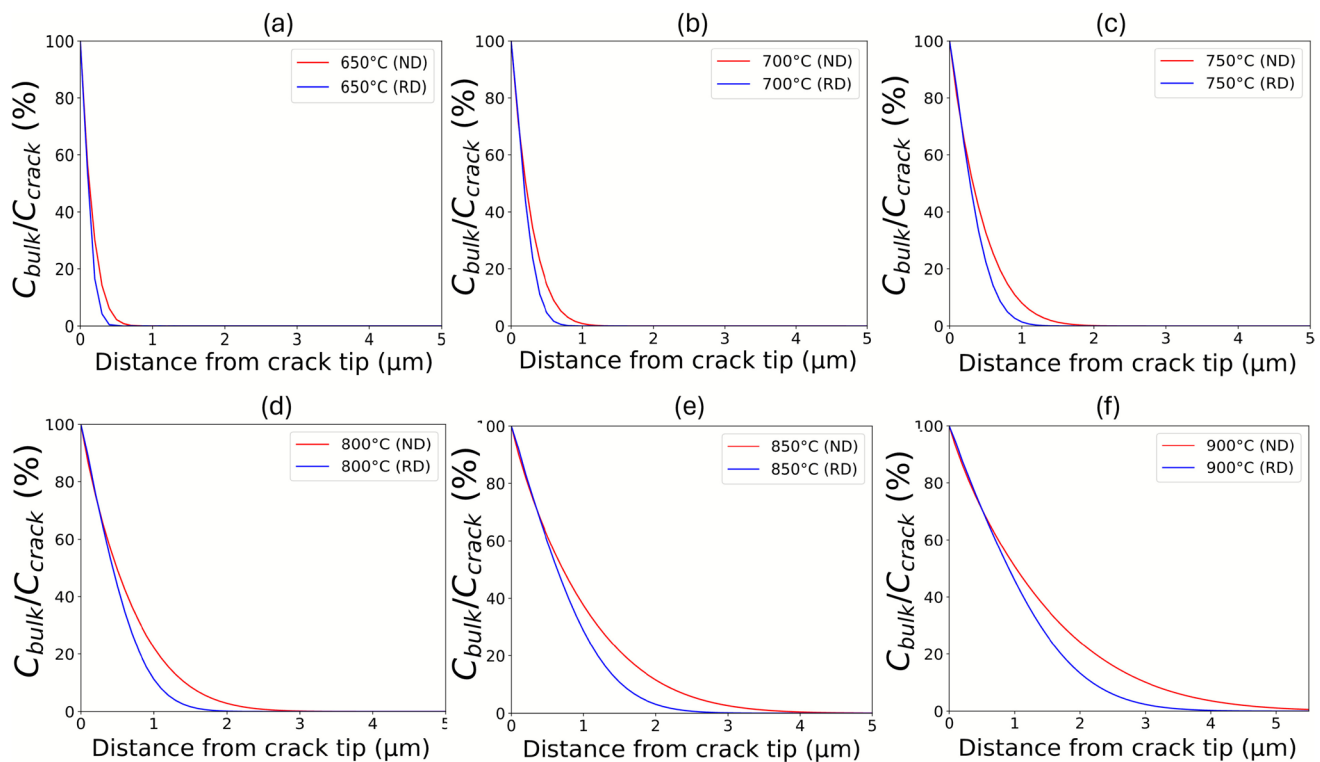 (a)
(b)
(c)
100
80
60
40
20
0
C_bulk/C_crack (%)
650°C (ND)
650°C (RD)
0 1 2 3 4 5
Distance from crack tip (μm)
100
80
60
40
20
0
C_bulk/C_crack (%)
700°C (ND)
700°C (RD)
0 1 2 3 4 5
Distance from crack tip (μm)
100
80
60
40
20
0
C_bulk/C_crack (%)
750°C (ND)
750°C (RD)
0 1 2 3 4 5
Distance from crack tip (μm)
(d)
(e)
(f)
100
80
60
40
20
0
C_bulk/C_crack (%)
800°C (ND)
800°C (RD)
0 1 2 3 4 5
Distance from crack tip (μm)
100
80
60
40
20
0
C_bulk/C_crack (%)
850°C (ND)
850°C (RD)
0 1 2 3 4 5
Distance from crack tip (μm)
100
80
60
40
20
0
C_bulk/C_crack (%)
900°C (ND)
900°C (RD)
0 1 2 3 4 5
Distance from crack tip (μm)